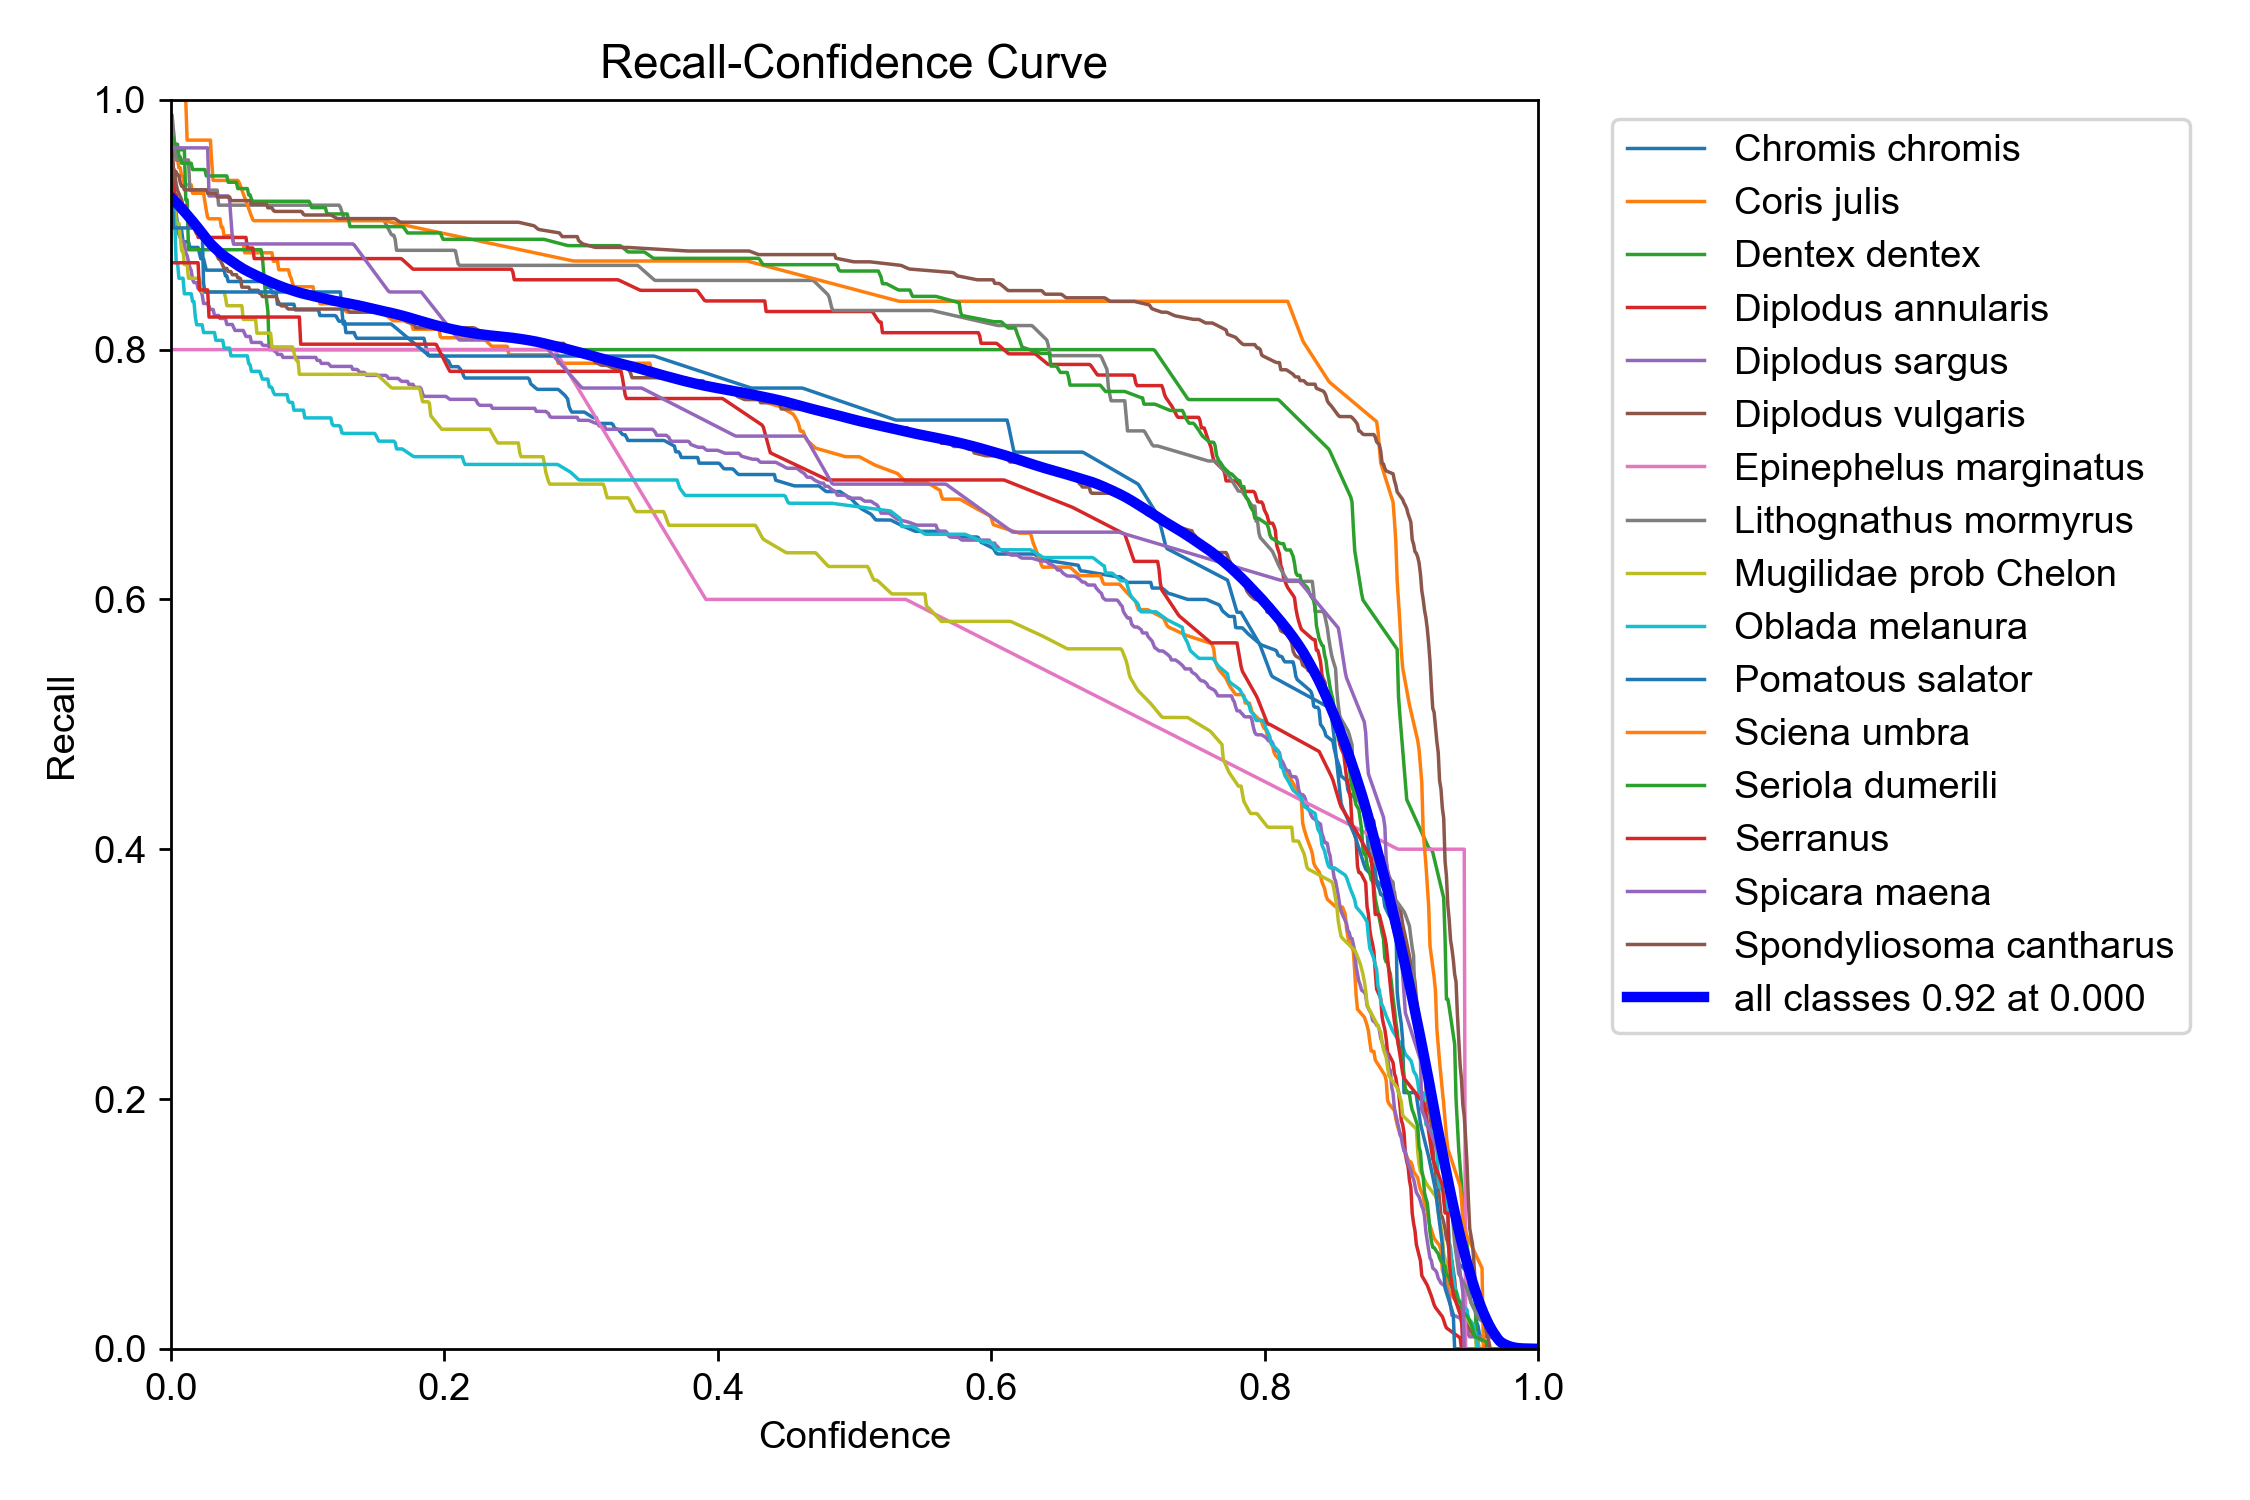 Recall-Confidence Curve
1.0
0.8
0.6
0.4
0.2
0.0
Recall
0.0 0.2 0.4 0.6 0.8 1.0
Confidence
Chromis chromis
Coris julis
Dentex dentex
Diplodus annularis
Diplodus sargus
Diplodus vulgaris
Epinephelus marginatus
Lithognathus mormyrus
Mugilidae prob Chelon
Oblada melanura
Pomatous salator
Sciena umbra
Seriola dumerili
Serranus
Spicara maena
Spondyliosoma cantharus
all classes 0.92 at 0.000